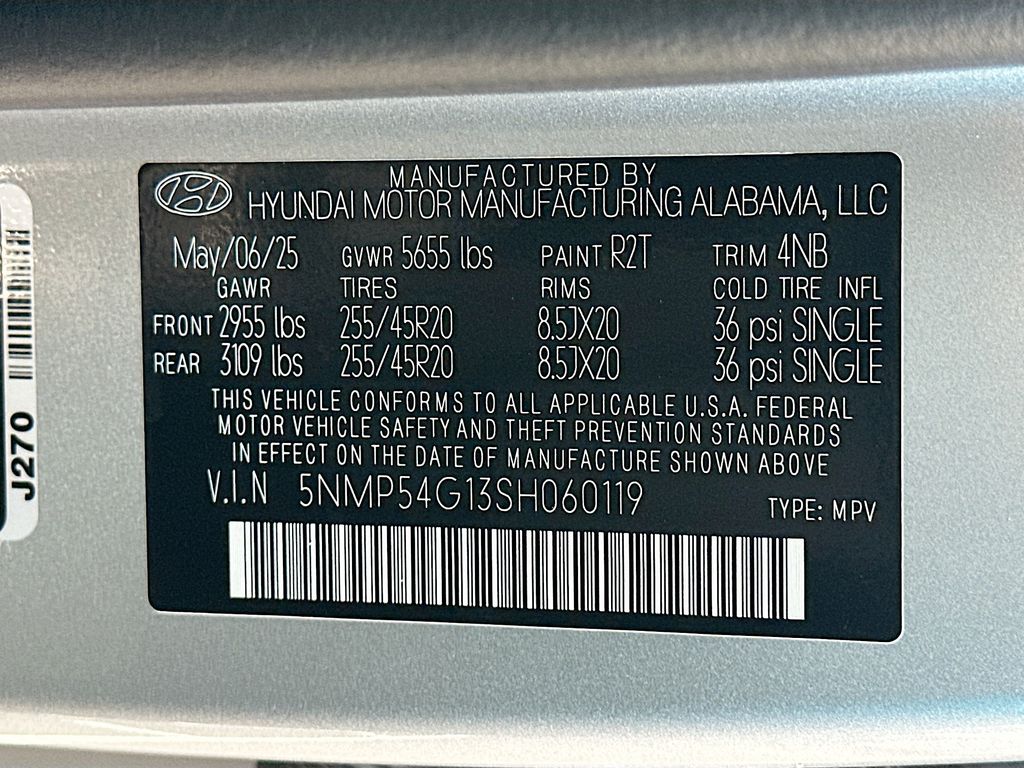 MANUFACTURED BY
HYUNDAI MOTOR MANUFACTURING ALABAMA, LLC
May/06/25 GVWR 5655 lbs PAINT R2T TRIM 4NB
GAWR TIRES RIMS COLD TIRE INFL
FRONT 2955 lbs 255/45R20 8.5JX20 36 psi SINGLE
REAR 3109 lbs 255/45R20 8.5JX20 36 psi SINGLE
THIS VEHICLE CONFORMS TO ALL APPLICABLE U.S.A. FEDERAL
MOTOR VEHICLE SAFETY AND THEFT PREVENTION STANDARDS
IN EFFECT ON THE DATE OF MANUFACTURE SHOWN ABOVE
V.I.N 5NMP54G13SH060119 TYPE: MPV
J270